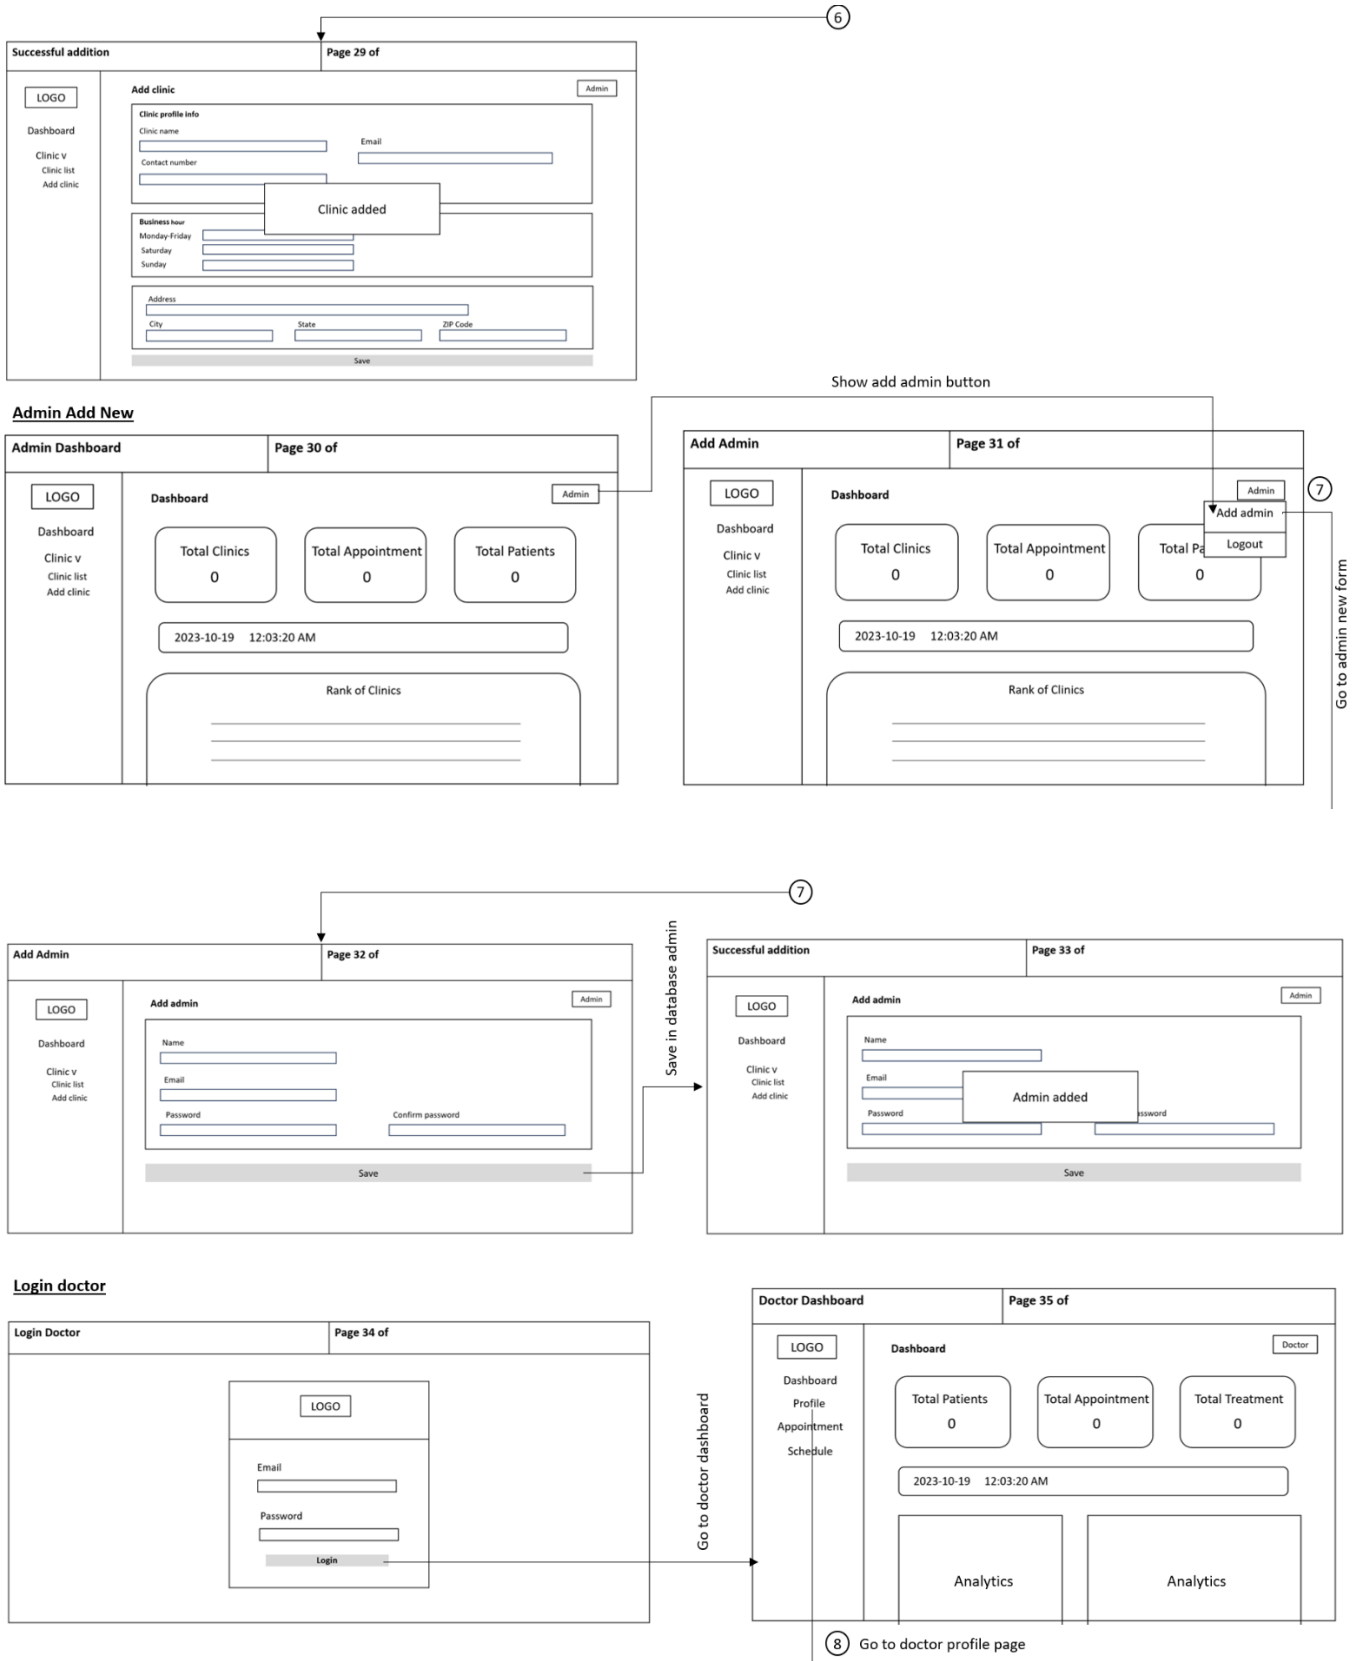 6
Successful addition
Page 29 of
LOGO
Dashboard
Clinic v
Clinic list
Add clinic
Add clinic
Admin
Clinic profile info
Clinic name
Email
Contact number
Clinic added
Business hour
Monday-Friday
Saturday
Sunday
Address
City
State
ZIP Code
Save
Show add admin button
Admin Add New
Admin Dashboard
Page 30 of
LOGO
Dashboard
Clinic v
Clinic list
Add clinic
Dashboard
Admin
Total Clinics
0
Total Appointment
0
Total Patients
0
2023-10-19 12:03:20 AM
Rank of Clinics
Add Admin
Page 31 of
LOGO
Dashboard
Clinic v
Clinic list
Add clinic
Dashboard
Admin
Add admin
Logout
Total Clinics
0
Total Appointment
0
Total Pa
0
2023-10-19 12:03:20 AM
Rank of Clinics
7
Go to admin new form
7
Add Admin
Page 32 of
LOGO
Dashboard
Clinic v
Clinic list
Add clinic
Add admin
Admin
Name
Email
Password
Confirm password
Save
Save in database admin
Successful addition
Page 33 of
LOGO
Dashboard
Clinic v
Clinic list
Add clinic
Add admin
Admin
Name
Email
Admin added
Password
ssword
Save
Login doctor
Login Doctor
Page 34 of
LOGO
Email
Password
Login
Go to doctor dashboard
Doctor Dashboard
Page 35 of
LOGO
Dashboard
Profile
Appointment
Schedule
Dashboard
Doctor
Total Patients
0
Total Appointment
0
Total Treatment
0
2023-10-19 12:03:20 AM
Analytics
Analytics
8 Go to doctor profile page